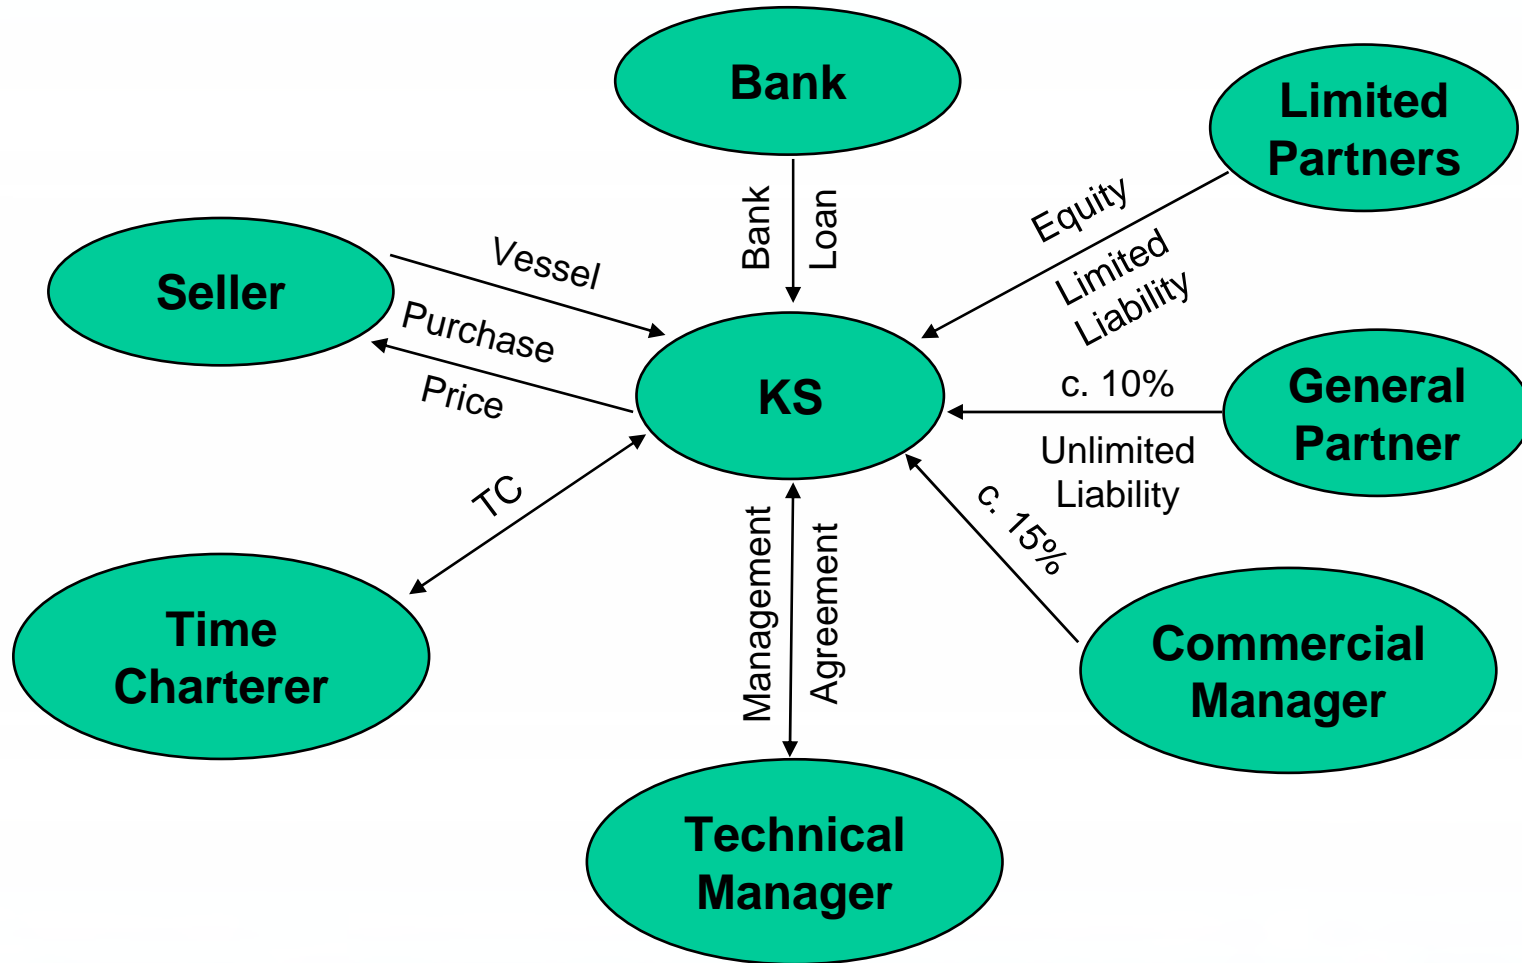 Bank
Limited
Partners
Bank
Loan
Equity
Limited
Liability
Seller
Vessel
Purchase
Price
KS
c. 10%
Unlimited
Liability
General
Partner
TC
c. 15%
Management
Agreement
Time
Charterer
Commercial
Manager
Technical
Manager